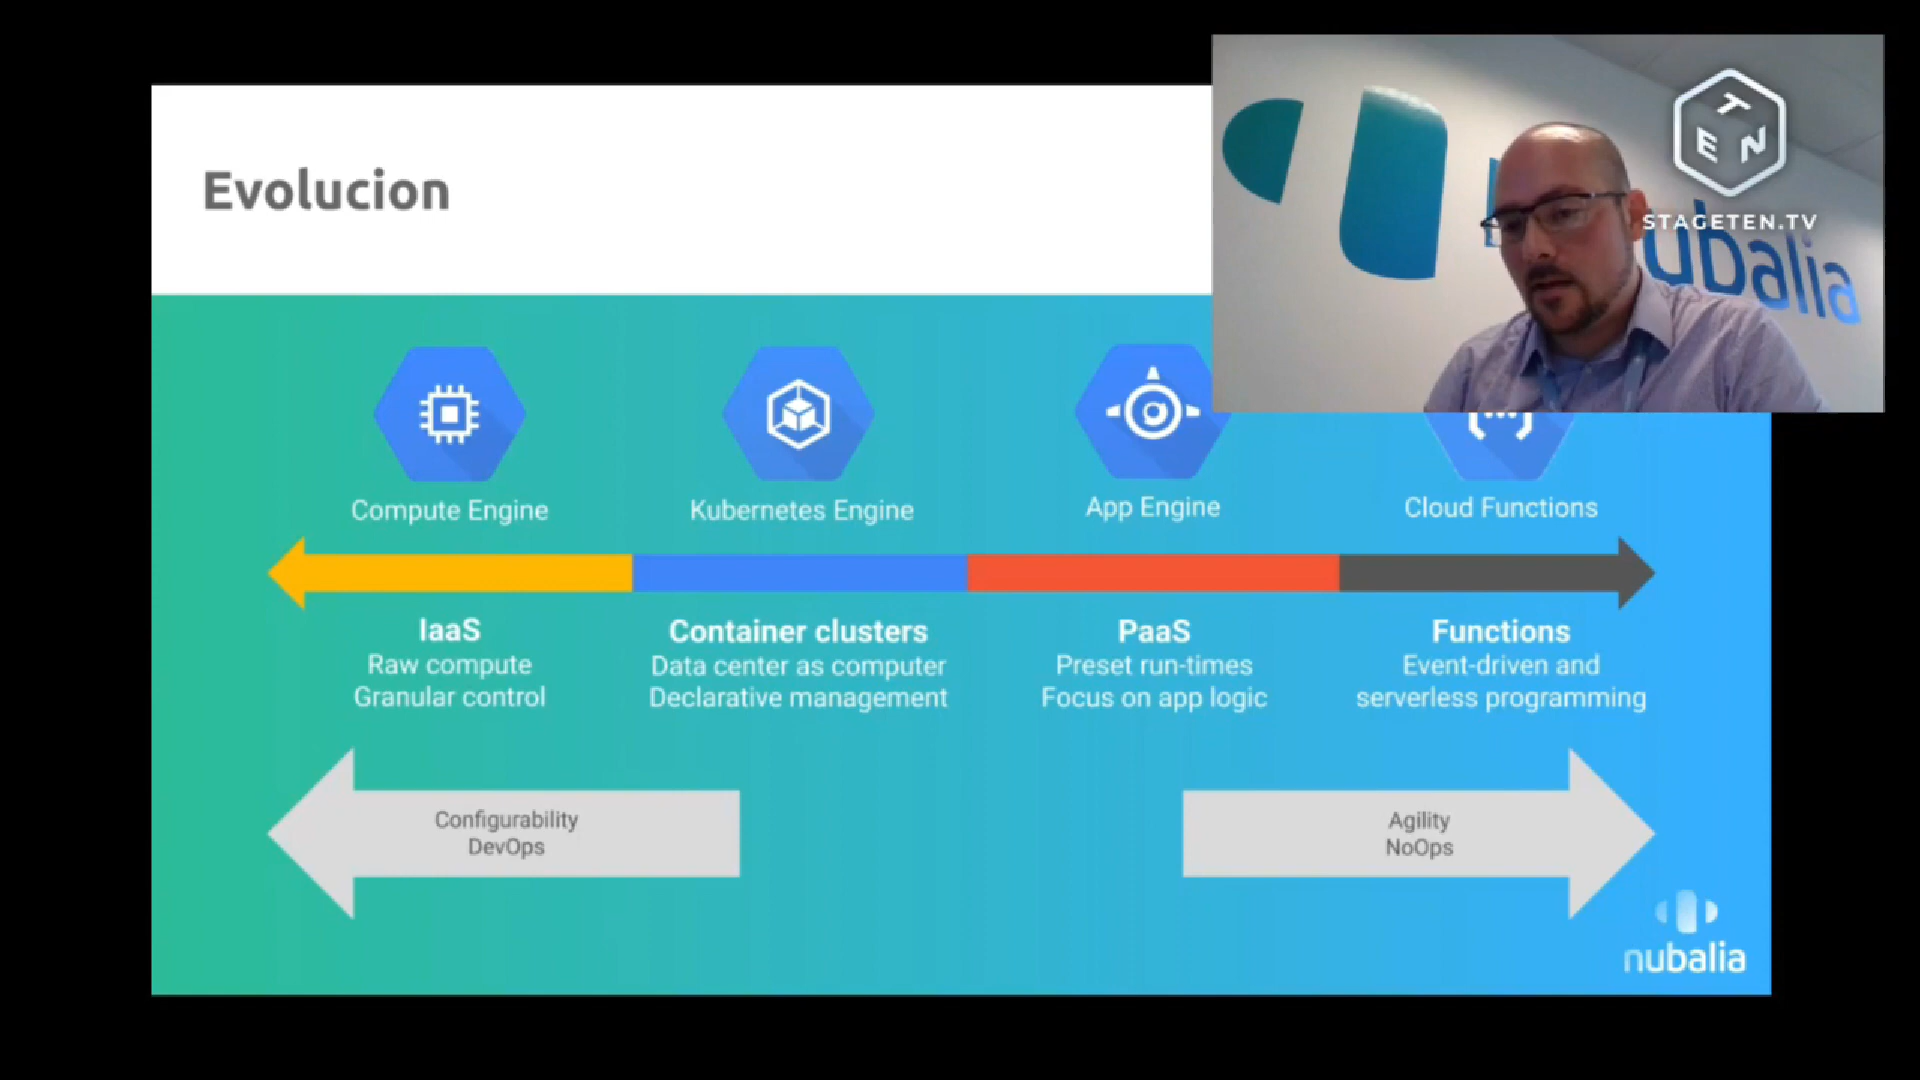 Evolucion
TEN
STAGETEN.TV
ubalia
Compute Engine
Kubernetes Engine
App Engine
Cloud Functions
IaaS
Raw compute
Granular control
Container clusters
Data center as computer
Declarative management
PaaS
Preset run-times
Focus on app logic
Functions
Event-driven and
serverless programming
Configurability
DevOps
Agility
NoOps
nubalia